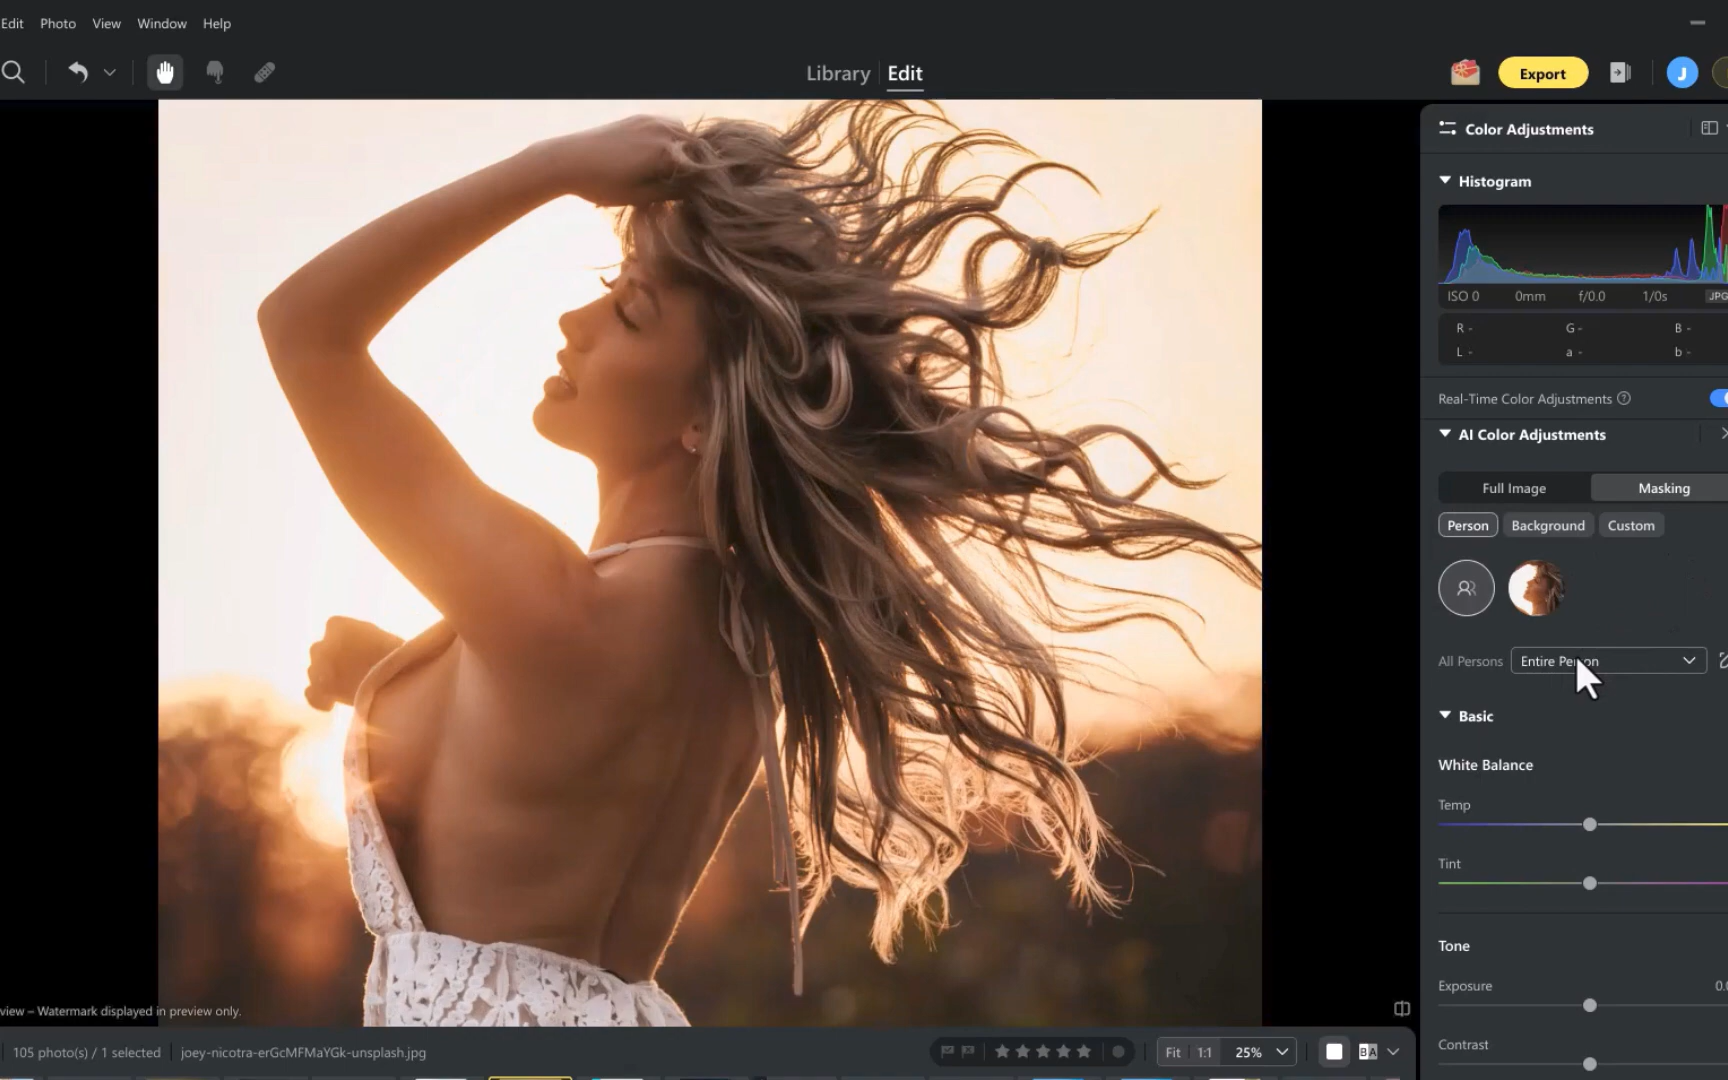 Edit Photo View Window Help
Library Edit
Export
J
Color Adjustments
Histogram
ISO 0 0mm f/0.0 1/0s JPG
R - G - B -
L - a - b -
Real-Time Color Adjustments ?
AI Color Adjustments
Full Image Masking
Person Background Custom
All Persons Entire Person
Basic
White Balance
Temp
Tint
Tone
Exposure 0.0
Contrast
view – Watermark displayed in preview only.
105 photo(s) / 1 selected joey-nicotra-erGcMFMaYGk-unsplash.jpg
Fit 1:1 25% B A